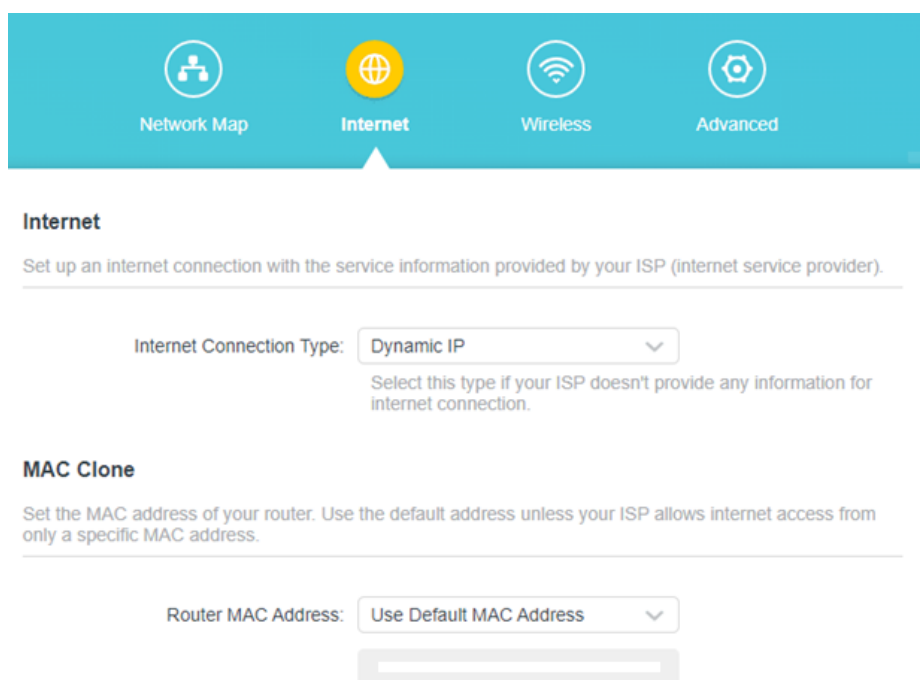 Network Map
Internet
Wireless
Advanced
Internet
Set up an internet connection with the service information provided by your ISP (internet service provider).
Internet Connection Type:
Dynamic IP
Select this type if your ISP doesn't provide any information for
internet connection.
MAC Clone
Set the MAC address of your router. Use the default address unless your ISP allows internet access from
only a specific MAC address.
Router MAC Address:
Use Default MAC Address